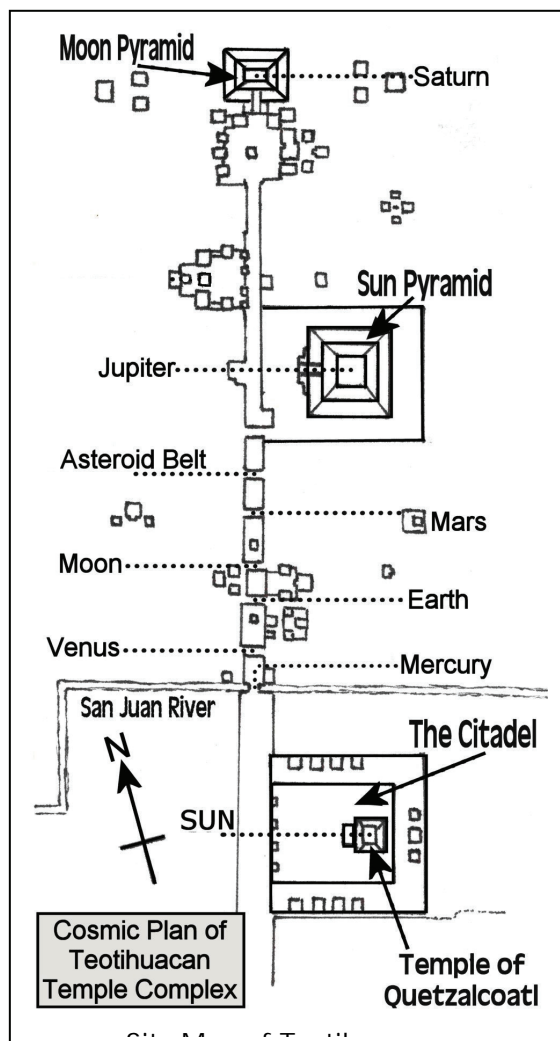 Moon Pyramid
Saturn
Sun Pyramid
Jupiter
Asteroid Belt
Mars
Moon
Earth
Venus
Mercury
San Juan River
N
The Citadel
SUN
Cosmic Plan of
Teotihuacan
Temple Complex
Temple of
Quetzalcoatl